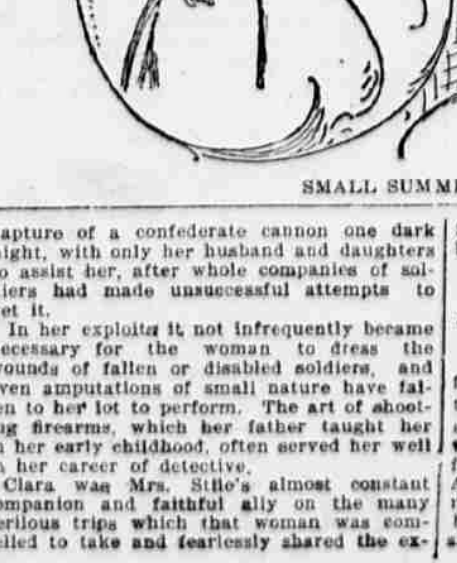 SMALL SUMM
apture of a confederate cannon one dark
ight, with only her husband and daughters
o assist her, after whole companies of sol-
iers had made unsuccessful attempts to
et it.
In her exploits it not infrequently became
ecessary for the woman to dress the
ounds of fallen or disabled soldiers, and
ven amputations of small nature have fal-
en to her lot to perform. The art of shoot-
ng firearms, which her father taught her
n her early childhood, often served her well
n her career of detective.
Clara was Mrs. Stile's almost constant
ompanion and faithful ally on the many
erilous trips which that woman was com-
elled to take and fearlessly shared the ex-